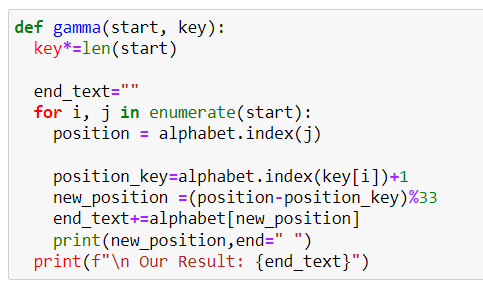 def gamma(start, key):
  key*=len(start)

  end_text=""
  for i, j in enumerate(start):
    position = alphabet.index(j)

    position_key=alphabet.index(key[i])+1
    new_position =(position-position_key)%33
    end_text+=alphabet[new_position]
    print(new_position,end=" ")
  print(f"\n Our Result: {end_text}")